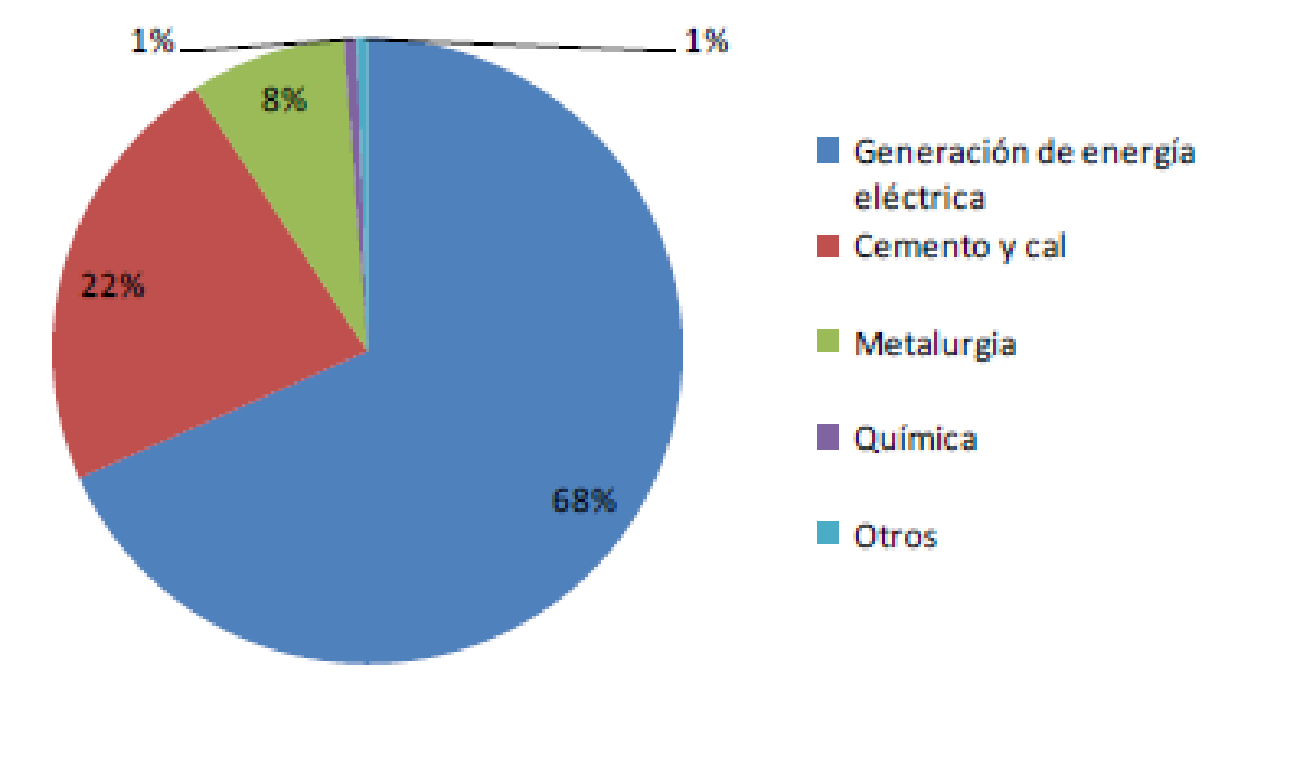 1%
1%
8%
22%
68%
Generación de energía
eléctrica
Cemento y cal
Metalurgia
Química
Otros